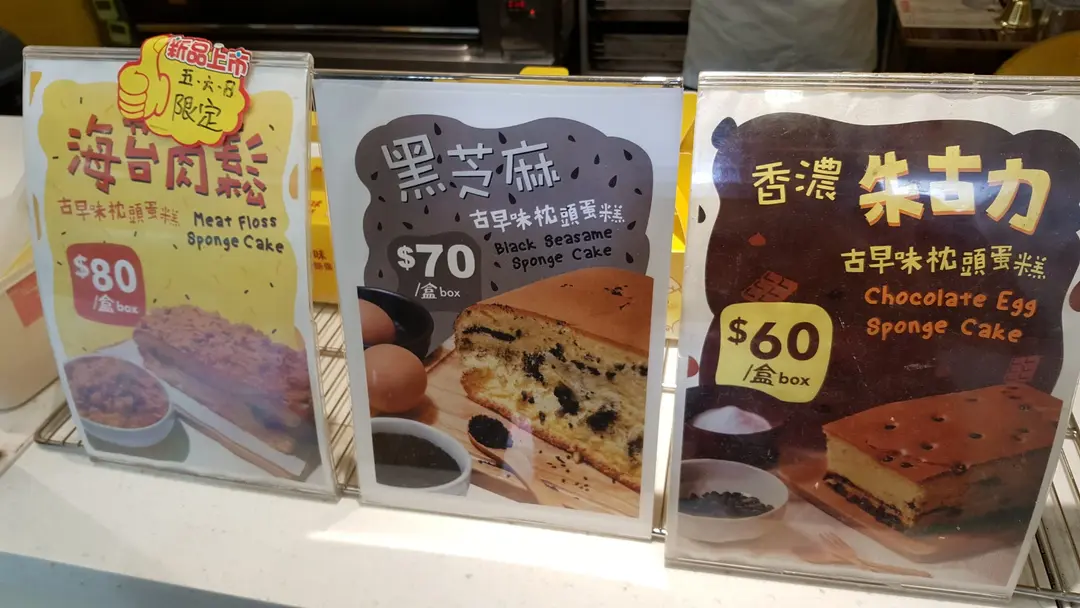 新品上市
五·六·日
限定
海苔肉鬆
古早味枕頭蛋糕
Meat Floss
Sponge Cake
$80
/盒box
黑芝麻
古早味枕頭蛋糕
Black Seasame
Sponge Cake
$70
/盒box
香濃 朱古力
古早味枕頭蛋糕
Chocolate Egg
Sponge Cake
$60
/盒box